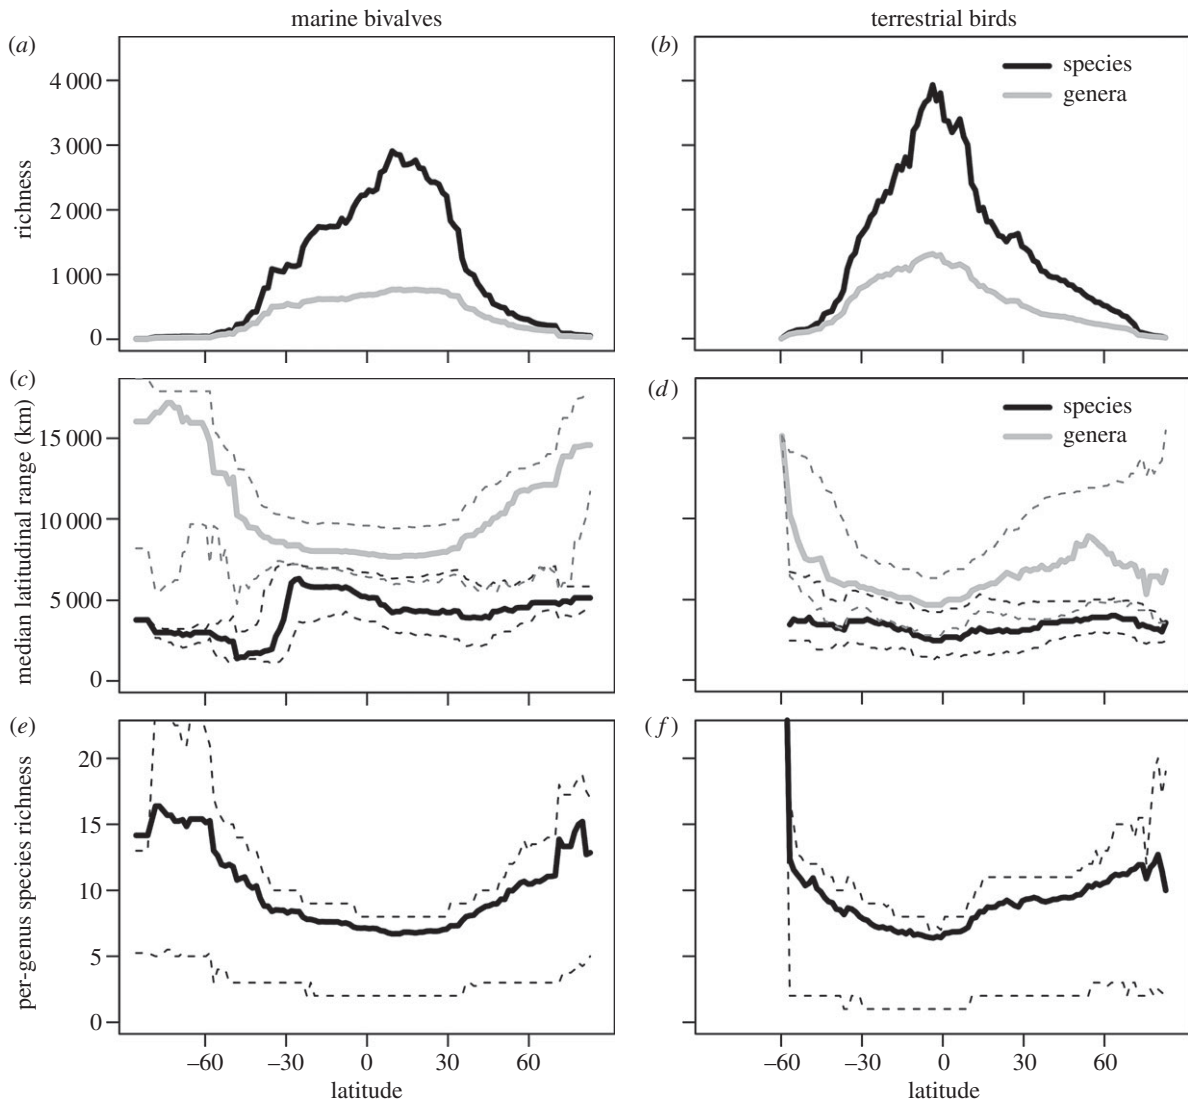 marine bivalves
terrestrial birds
(a)
(b)
richness
4 000
3 000
2 000
1 000
0
species
genera
(c)
(d)
median latitudinal range (km)
15 000
10 000
5 000
0
species
genera
(e)
(f)
per-genus species richness
20
15
10
5
0
–60 –30 0 30 60
–60 –30 0 30 60
latitude
latitude